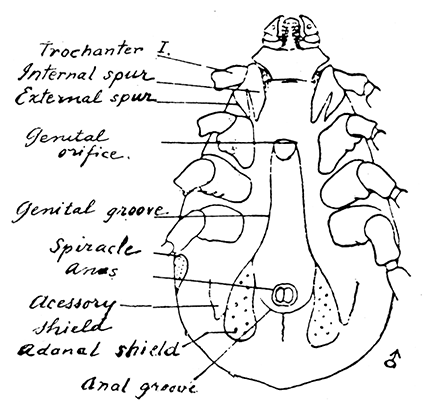 Trochanter I.
Internal spur
External spur
Genital
orifice.
Genital groove
Spiracle
Anus
Acessory
shield
Adanal shield
Anal groove
♂